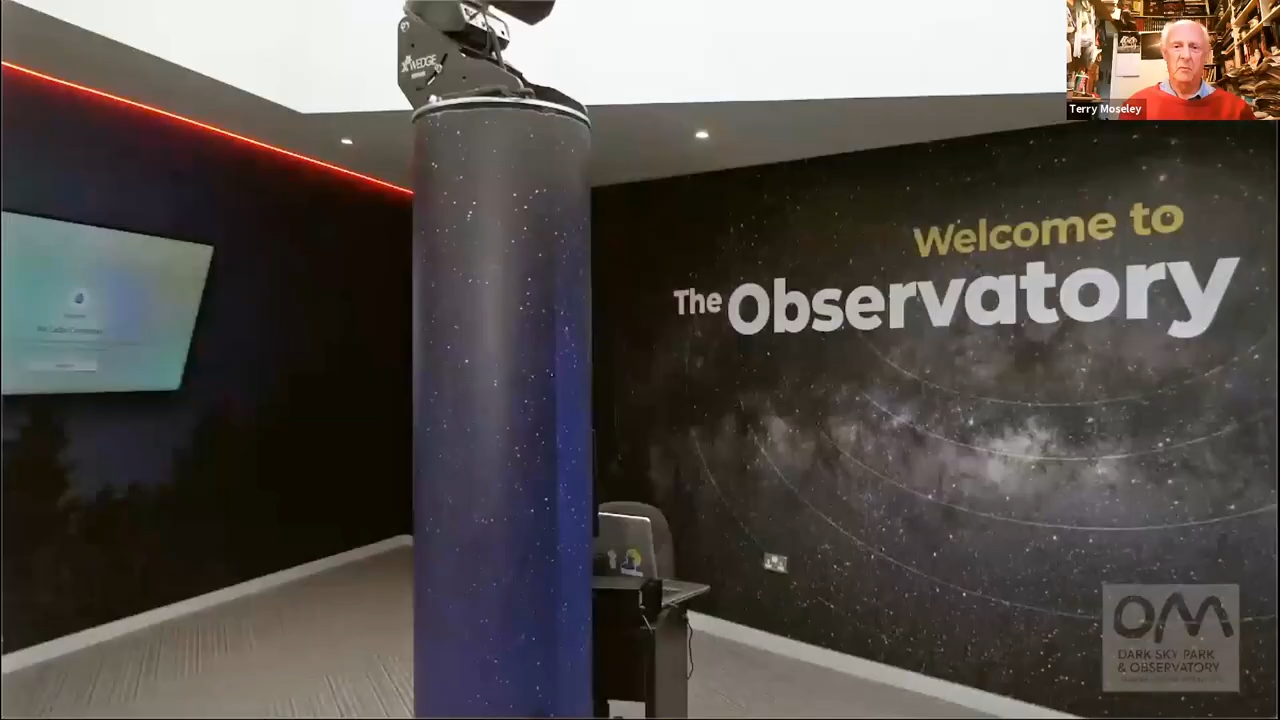 Terry Moseley
X·WEDGE
Welcome to
The Observatory
OM
DARK SKY PARK
& OBSERVATORY